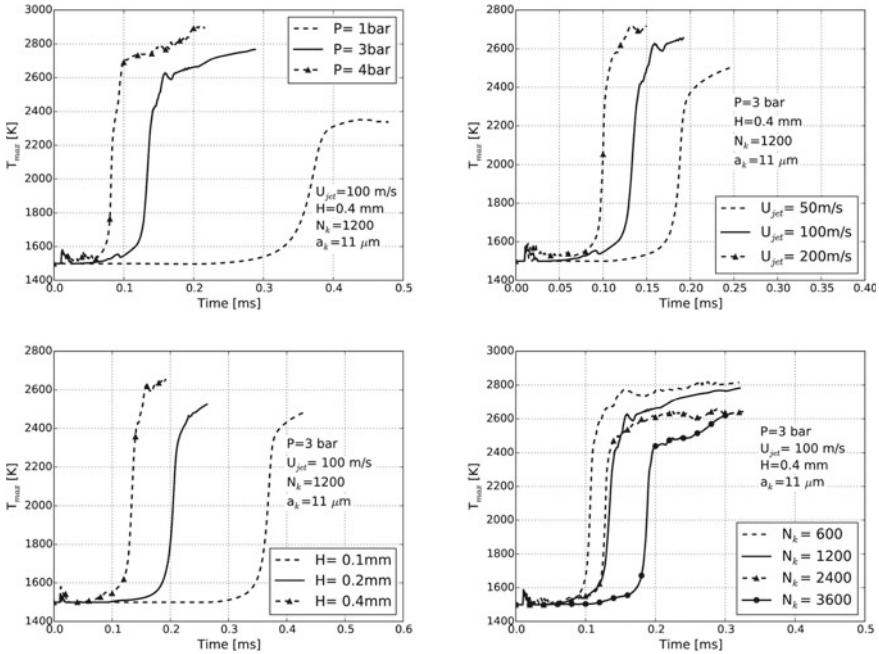 3000
2800
2600
2400
2200
2000
1800
1600
1400
T_max [K]
P= 1bar
P= 3bar
P= 4bar
U_jet=100 m/s
H=0.4 mm
N_k=1200
a_k=11 μm
0.0 0.1 0.2 0.3 0.4 0.5
Time [ms]
2800
2600
2400
2200
2000
1800
1600
1400
T_max [K]
P=3 bar
H=0.4 mm
N_k=1200
a_k=11 μm
U_jet= 50m/s
U_jet= 100m/s
U_jet= 200m/s
0.00 0.05 0.10 0.15 0.20 0.25 0.30 0.35 0.40
Time [ms]
2800
2600
2400
2200
2000
1800
1600
1400
T_max [K]
P=3 bar
U_jet= 100 m/s
N_k=1200
a_k=11 μm
H= 0.1mm
H= 0.2mm
H= 0.4mm
0.0 0.1 0.2 0.3 0.4 0.5 0.6
Time [ms]
3000
2800
2600
2400
2200
2000
1800
1600
1400
T_max [K]
P=3 bar
U_jet= 100 m/s
H=0.4 mm
a_k=11 μm
N_k= 600
N_k= 1200
N_k= 2400
N_k= 3600
0.0 0.1 0.2 0.3 0.4 0.5
Time [ms]